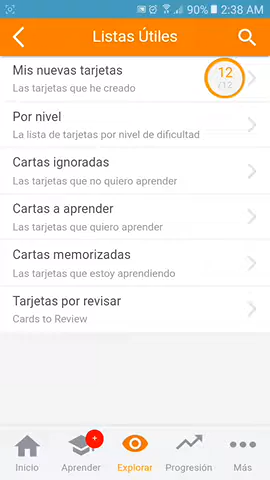 90% 2:38 AM
Listas Útiles
Mis nuevas tarjetas
Las tarjetas que he creado
12
/12
Por nivel
La lista de tarjetas por nivel de dificultad
Cartas ignoradas
Las tarjetas que no quiero aprender
Cartas a aprender
Las tarjetas que quiero aprender
Cartas memorizadas
Las tarjetas que estoy aprendiendo
Tarjetas por revisar
Cards to Review
+
Inicio Aprender Explorar Progresión Más